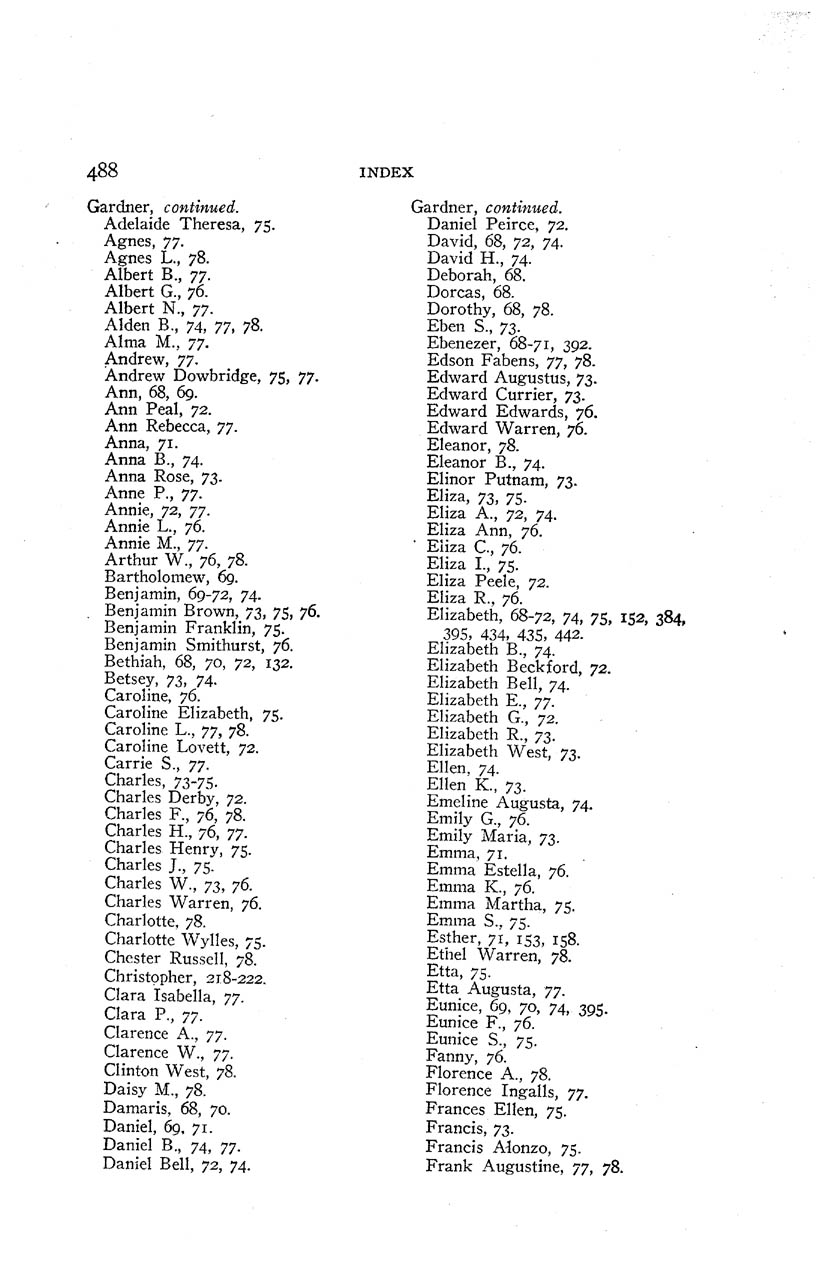 488
INDEX
Gardner, continued.
Adelaide Theresa, 75.
Agnes, 77.
Agnes L., 78.
Albert B., 77.
Albert G., 76.
Albert N., 77.
Alden B., 74, 77, 78.
Alma M., 77.
Andrew, 77.
Andrew Dowbridge, 75, 77.
Ann, 68, 69.
Ann Peal, 72.
Ann Rebecca, 77.
Anna, 71.
Anna B., 74.
Anna Rose, 73.
Anne P., 77.
Annie, 72, 77.
Annie L., 76.
Annie M., 77.
Arthur W., 76, 78.
Bartholomew, 69.
Benjamin, 69-72, 74.
Benjamin Brown, 73, 75, 76.
Benjamin Franklin, 75.
Benjamin Smithurst, 76.
Bethiah, 68, 70, 72, 132.
Betsey, 73, 74.
Caroline, 76.
Caroline Elizabeth, 75.
Caroline L., 77, 78.
Caroline Lovett, 72.
Carrie S., 77.
Charles, 73-75.
Charles Derby, 72.
Charles F., 76, 78.
Charles H., 76, 77.
Charles Henry, 75.
Charles J., 75.
Charles W., 73, 76.
Charles Warren, 76.
Charlotte, 78.
Charlotte Wylles, 75.
Chester Russell, 78.
Christopher, 218-222.
Clara Isabella, 77.
Clara P., 77.
Clarence A., 77.
Clarence W., 77.
Clinton West, 78.
Daisy M., 78.
Damaris, 68, 70.
Daniel, 69, 71.
Daniel B., 74, 77.
Daniel Bell, 72, 74.
Gardner, continued.
Daniel Peirce, 72.
David, 68, 72, 74.
David H., 74.
Deborah, 68.
Dorcas, 68.
Dorothy, 68, 78.
Eben S., 73.
Ebenezer, 68-71, 392.
Edson Fabens, 77, 78.
Edward Augustus, 73.
Edward Currier, 73.
Edward Edwards, 76.
Edward Warren, 76.
Eleanor, 78.
Eleanor B., 74.
Elinor Putnam, 73.
Eliza, 73, 75.
Eliza A., 72, 74.
Eliza Ann, 76.
Eliza C., 76.
Eliza I., 75.
Eliza Peele, 72.
Eliza R., 76.
Elizabeth, 68-72, 74, 75, 152, 384,
395, 434, 435, 442.
Elizabeth B., 74.
Elizabeth Beckford, 72.
Elizabeth Bell, 74.
Elizabeth E., 77.
Elizabeth G., 72.
Elizabeth R., 73.
Elizabeth West, 73.
Ellen, 74.
Ellen K., 73.
Emeline Augusta, 74.
Emily G., 76.
Emily Maria, 73.
Emma, 71.
Emma Estella, 76.
Emma K., 76.
Emma Martha, 75.
Emma S., 75.
Esther, 71, 153, 158.
Ethel Warren, 78.
Etta, 75.
Etta Augusta, 77.
Eunice, 69, 70, 74, 395.
Eunice F., 76.
Eunice S., 75.
Fanny, 76.
Florence A., 78.
Florence Ingalls, 77.
Frances Ellen, 75.
Francis, 73.
Francis Alonzo, 75.
Frank Augustine, 77, 78.